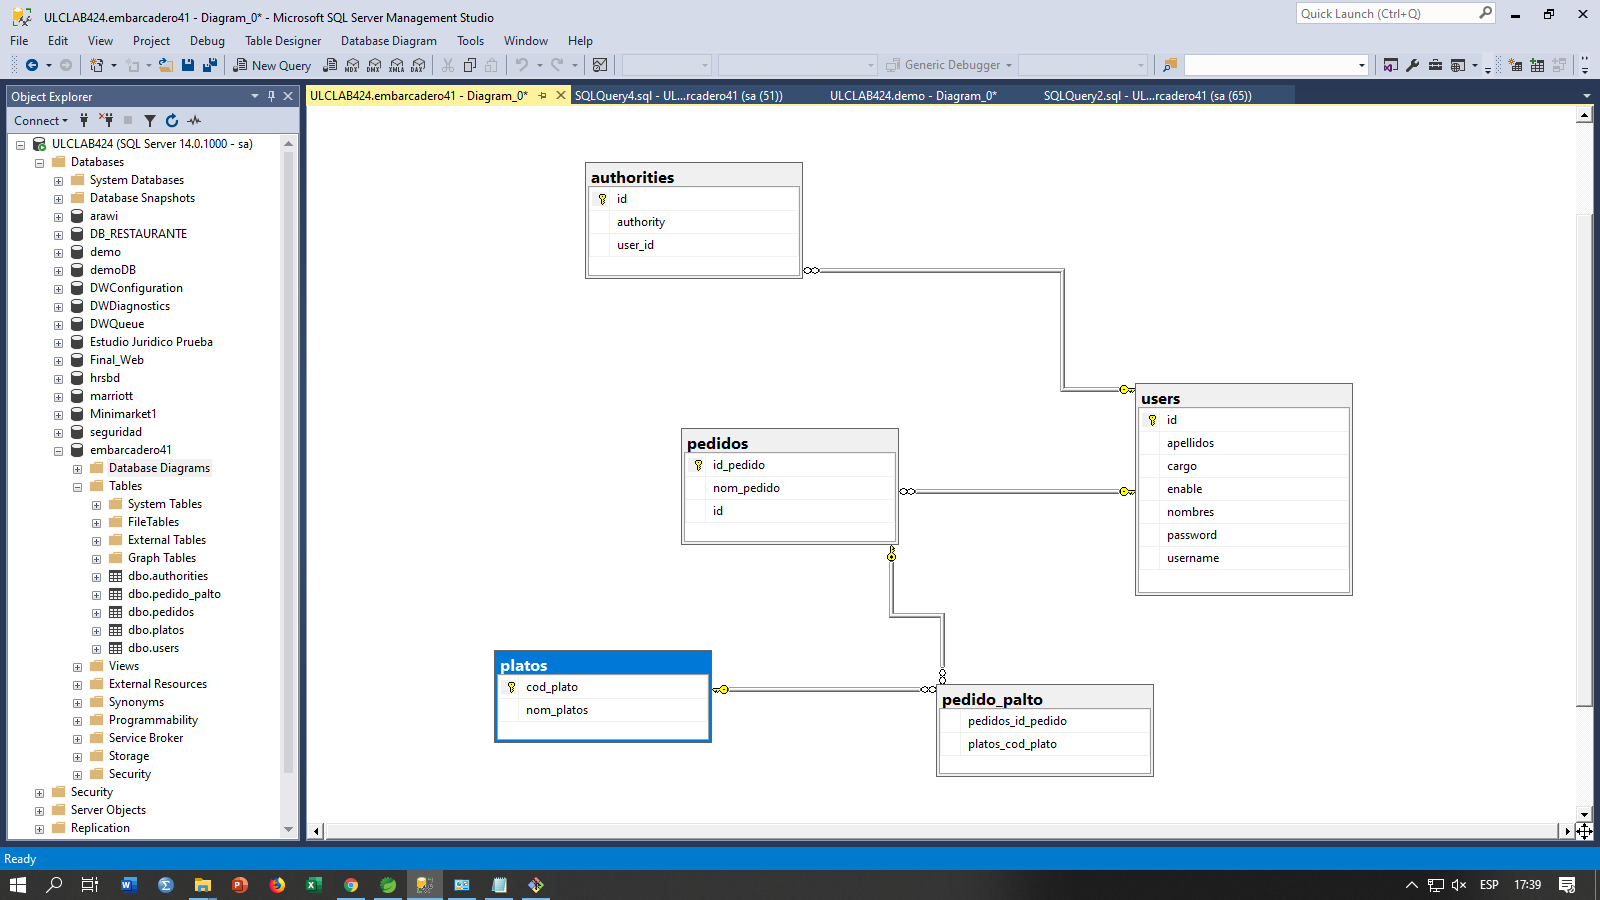 ULCLAB424.embarcadero41 - Diagram_0* - Microsoft SQL Server Management Studio
Quick Launch (Ctrl+Q)
File Edit View Project Debug Table Designer Database Diagram Tools Window Help
New Query
MDX DMX XMLA DAX
Generic Debugger
Object Explorer
ULCLAB424.embarcadero41 - Diagram_0*
SQLQuery4.sql - UL...rcadero41 (sa (51))
ULCLAB424.demo - Diagram_0*
SQLQuery2.sql - UL...rcadero41 (sa (65))
Connect
ULCLAB424 (SQL Server 14.0.1000 - sa)
Databases
System Databases
Database Snapshots
arawi
DB_RESTAURANTE
demo
demoDB
DWConfiguration
DWDiagnostics
DWQueue
Estudio Juridico Prueba
Final_Web
hrsbd
marriott
Minimarket1
seguridad
embarcadero41
Database Diagrams
Tables
System Tables
FileTables
External Tables
Graph Tables
dbo.authorities
dbo.pedido_palto
dbo.pedidos
dbo.platos
dbo.users
Views
External Resources
Synonyms
Programmability
Service Broker
Storage
Security
Security
Server Objects
Replication
authorities
id
authority
user_id
users
id
apellidos
cargo
enable
nombres
password
username
pedidos
id_pedido
nom_pedido
id
platos
cod_plato
nom_platos
pedido_palto
pedidos_id_pedido
platos_cod_plato
Ready
ESP
17:39